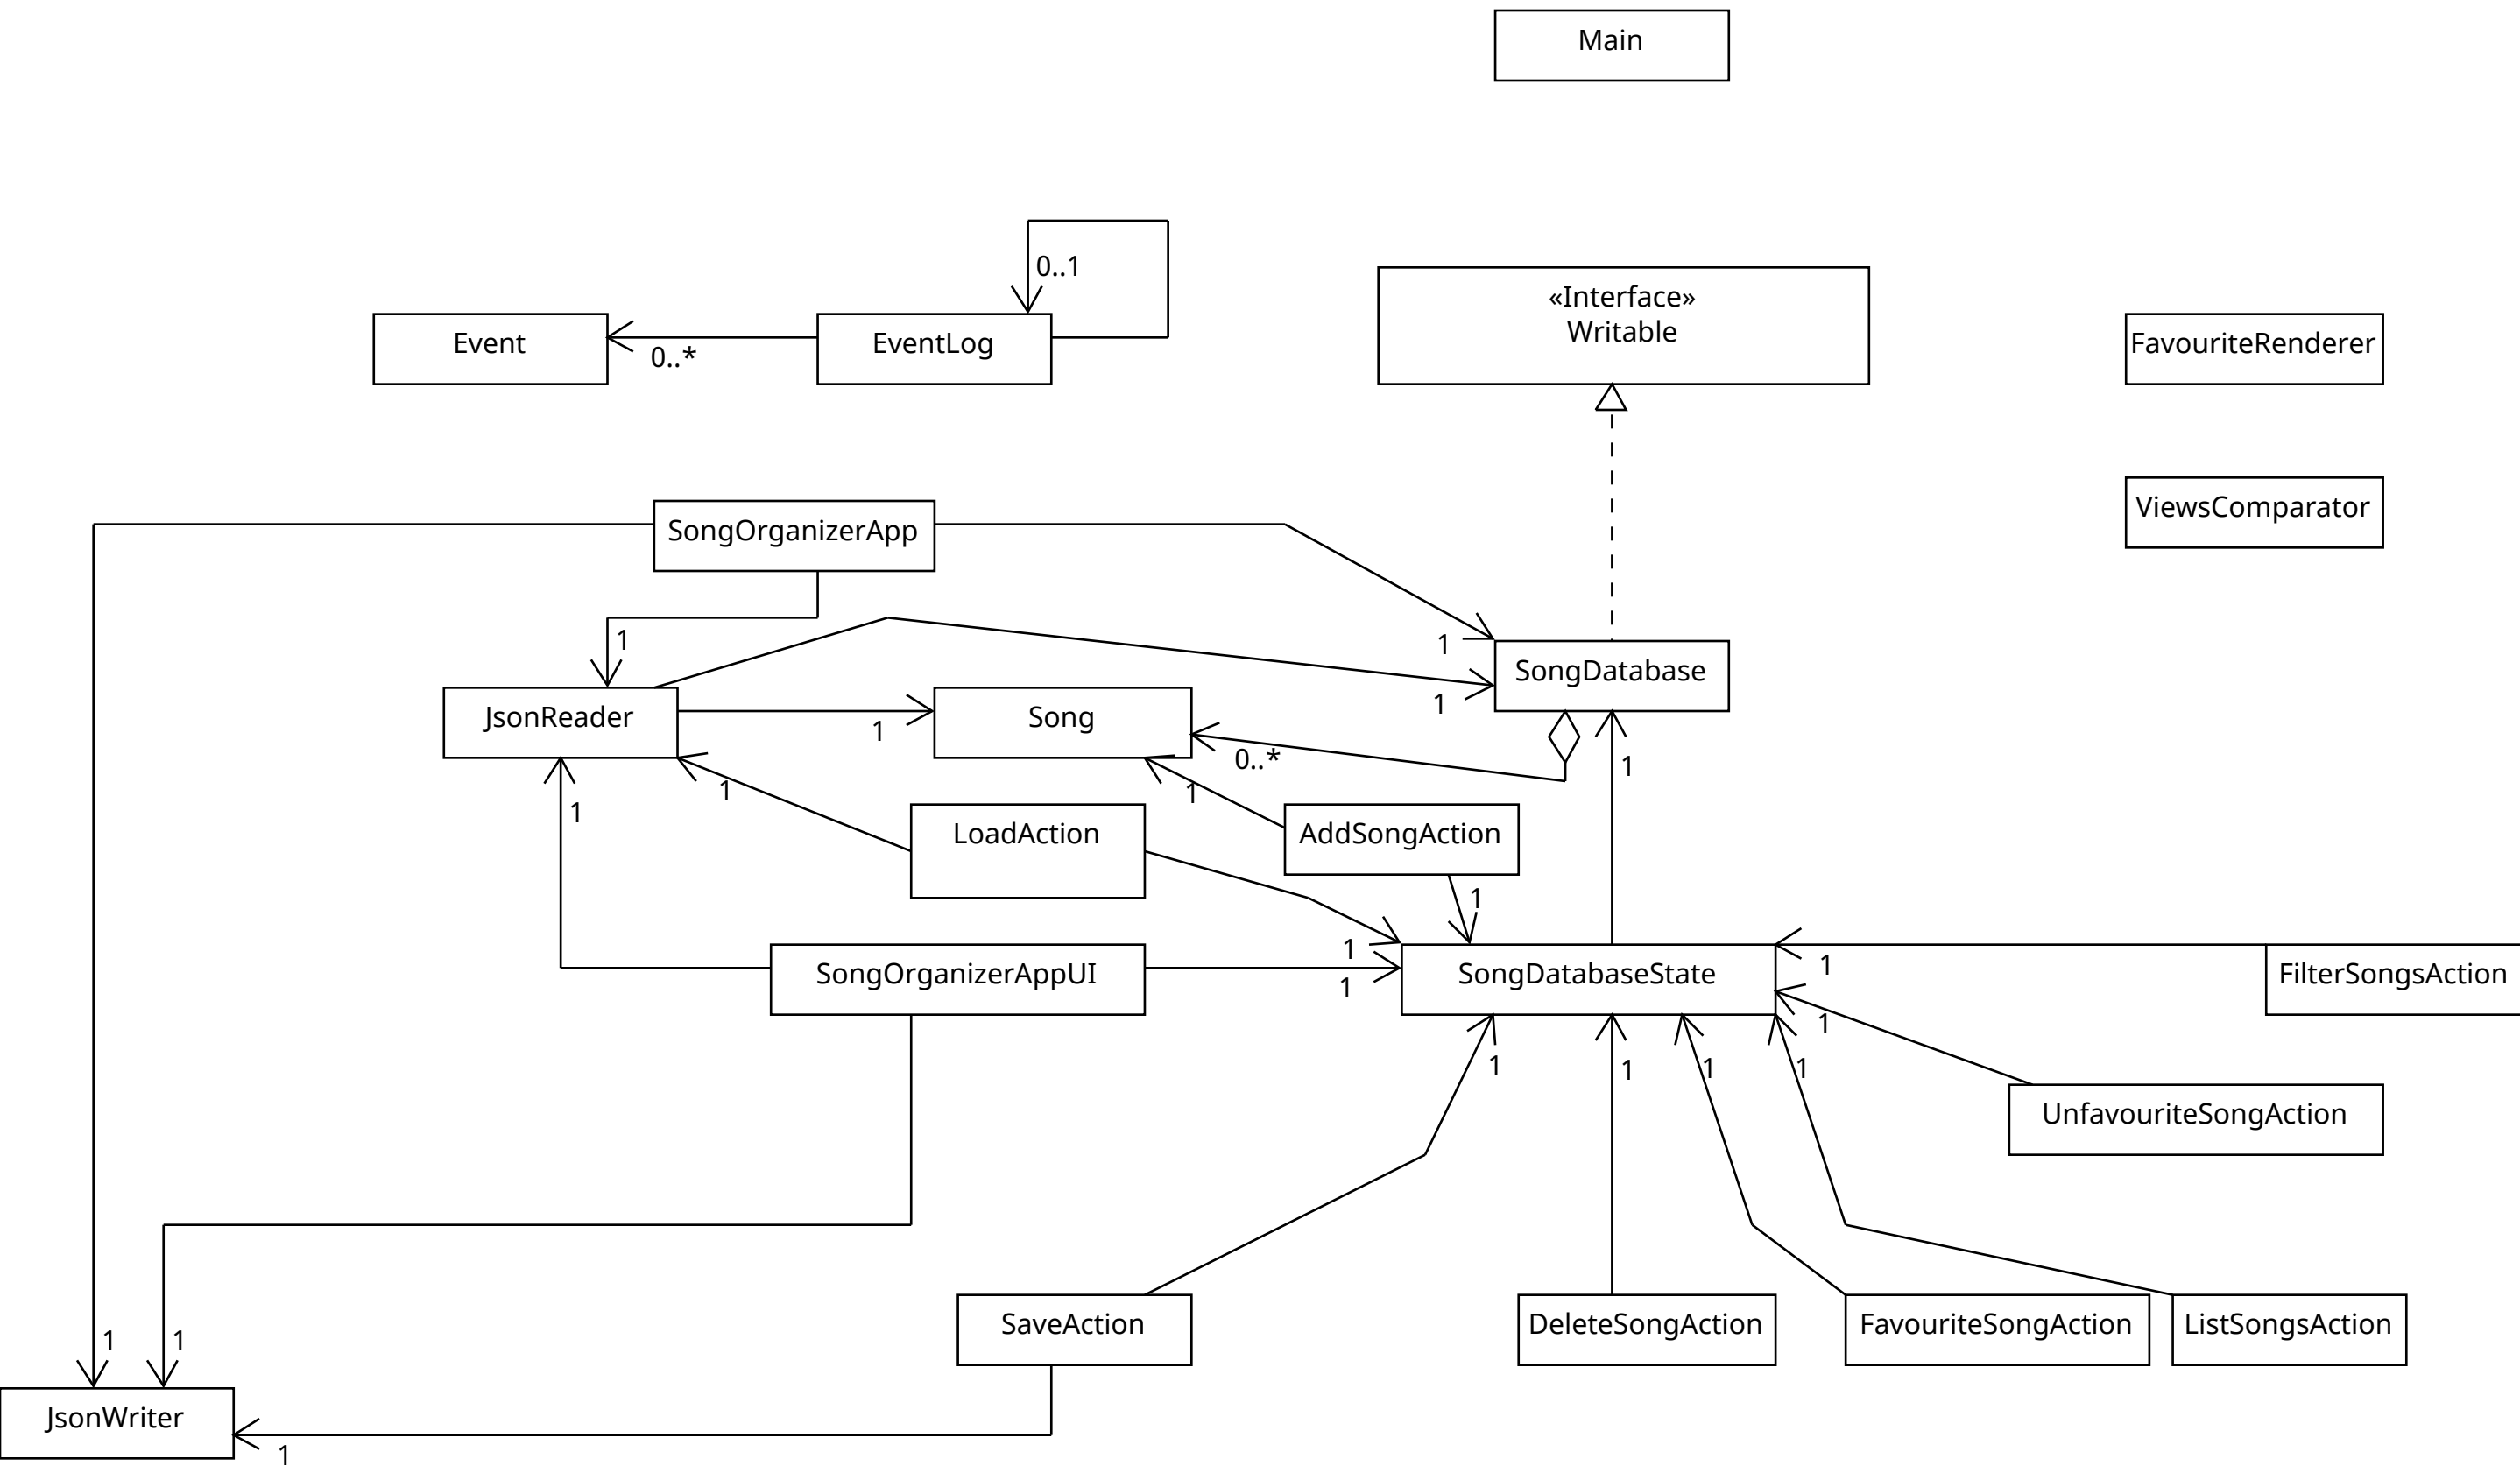 Main
0..1
«Interface»
Writable
Event
0..*
EventLog
FavouriteRenderer
SongOrganizerApp
ViewsComparator
1
1
SongDatabase
1
JsonReader
1
Song
0..*
1
1
1
1
LoadAction
AddSongAction
1
1
1
SongOrganizerAppUI
SongDatabaseState
1
FilterSongsAction
1
1
1
1
1
UnfavouriteSongAction
1
1
SaveAction
DeleteSongAction
FavouriteSongAction
ListSongsAction
JsonWriter
1